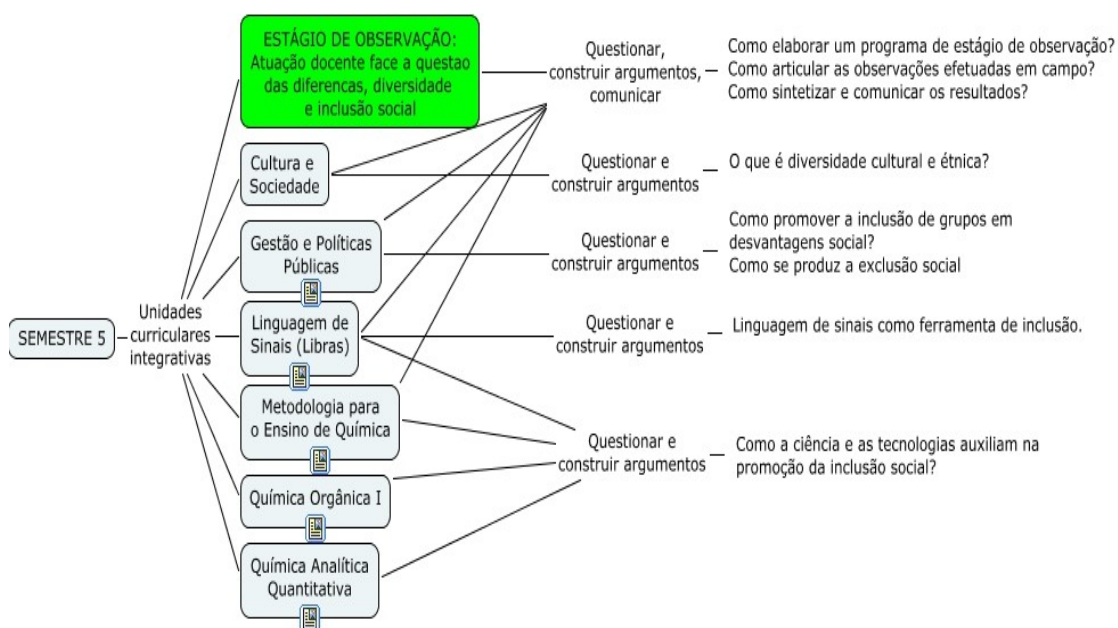 SEMESTRE 5
Unidades
curriculares
integrativas
ESTÁGIO DE OBSERVAÇÃO:
Atuação docente face a questao
das diferencas, diversidade
e inclusão social
Questionar,
construir argumentos,
comunicar
Como elaborar um programa de estágio de observação?
Como articular as observações efetuadas em campo?
Como sintetizar e comunicar os resultados?
Cultura e
Sociedade
Questionar e
construir argumentos
O que é diversidade cultural e étnica?
Gestão e Políticas
Públicas
Questionar e
construir argumentos
Como promover a inclusão de grupos em
desvantagens social?
Como se produz a exclusão social
Linguagem de
Sinais (Libras)
Questionar e
construir argumentos
Linguagem de sinais como ferramenta de inclusão.
Metodologia para
o Ensino de Química
Química Orgânica I
Química Analítica
Quantitativa
Questionar e
construir argumentos
Como a ciência e as tecnologias auxiliam na
promoção da inclusão social?